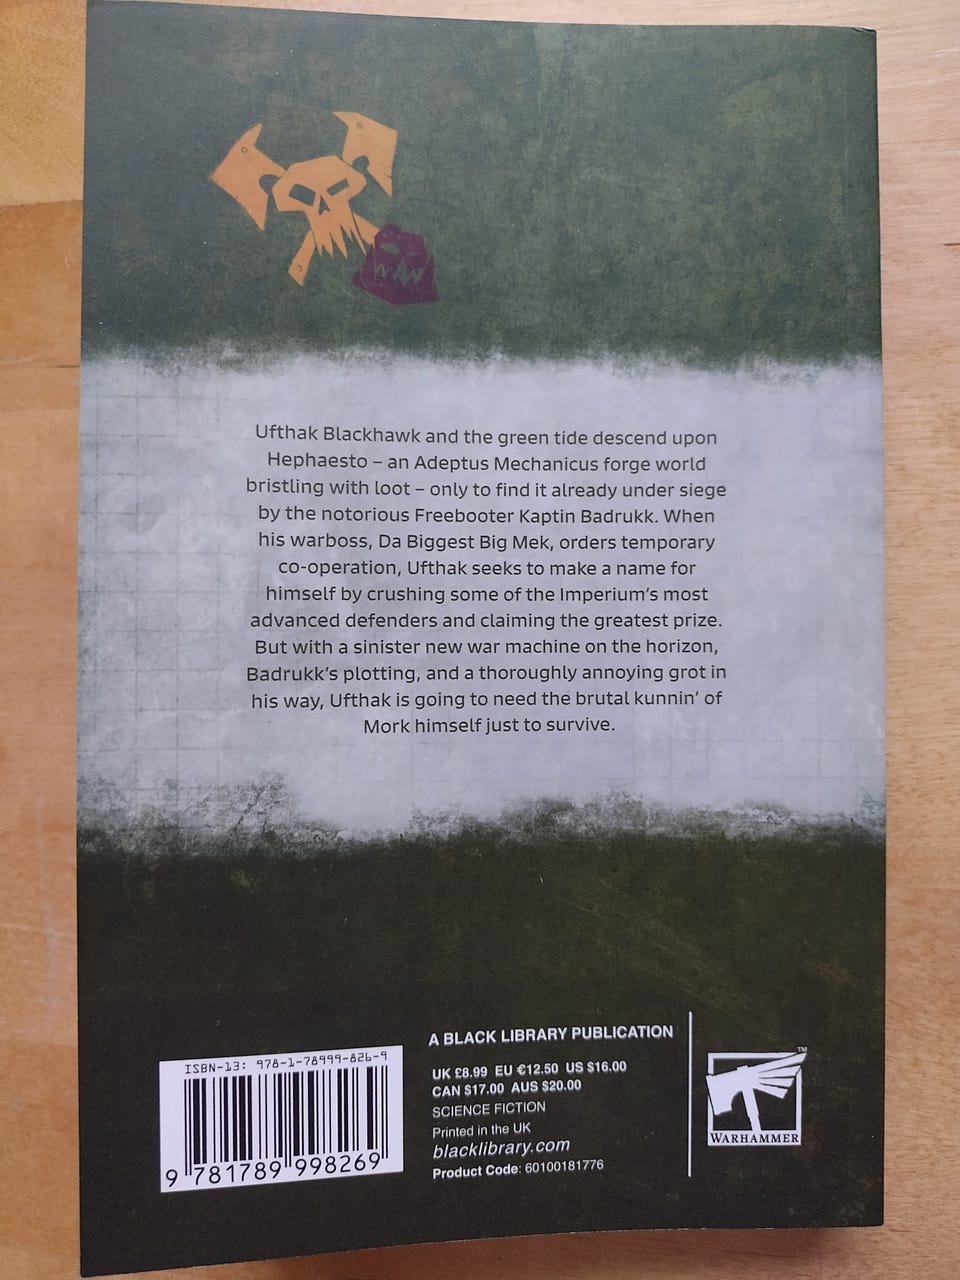 Ufthak Blackhawk and the green tide descend upon
Hephaesto – an Adeptus Mechanicus forge world
bristling with loot – only to find it already under siege
by the notorious Freebooter Kaptin Badrukk. When
his warboss, Da Biggest Big Mek, orders temporary
co-operation, Ufthak seeks to make a name for
himself by crushing some of the Imperium's most
advanced defenders and claiming the greatest prize.
But with a sinister new war machine on the horizon,
Badrukk's plotting, and a thoroughly annoying grot in
his way, Ufthak is going to need the brutal kunnin' of
Mork himself just to survive.
ISBN-13: 978-1-78999-826-9
9 781789 998269
A BLACK LIBRARY PUBLICATION
UK £8.99 EU €12.50 US $16.00
CAN $17.00 AUS $20.00
SCIENCE FICTION
Printed in the UK
blacklibrary.com
Product Code: 60100181776
TM
WARHAMMER